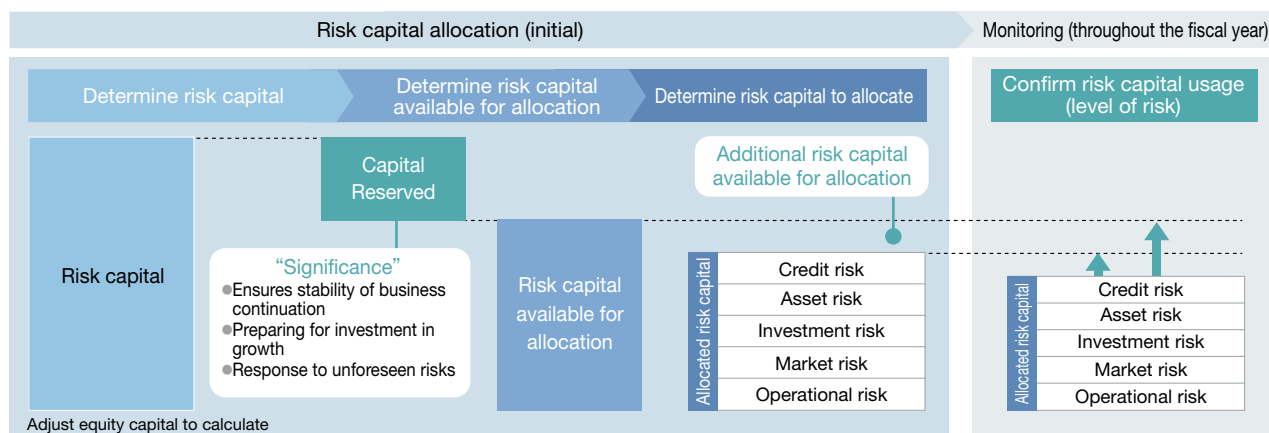 Risk capital allocation (initial)
Monitoring (throughout the fiscal year)
Determine risk capital
Determine risk capital
available for allocation
Determine risk capital to allocate
Confirm risk capital usage
(level of risk)
Risk capital
Capital
Reserved
“Significance”
●Ensures stability of business
continuation
●Preparing for investment in
growth
●Response to unforeseen risks
Risk capital
available for
allocation
Additional risk capital
available for allocation
Allocated risk capital
Credit risk
Asset risk
Investment risk
Market risk
Operational risk
Allocated risk capital
Credit risk
Asset risk
Investment risk
Market risk
Operational risk
Adjust equity capital to calculate